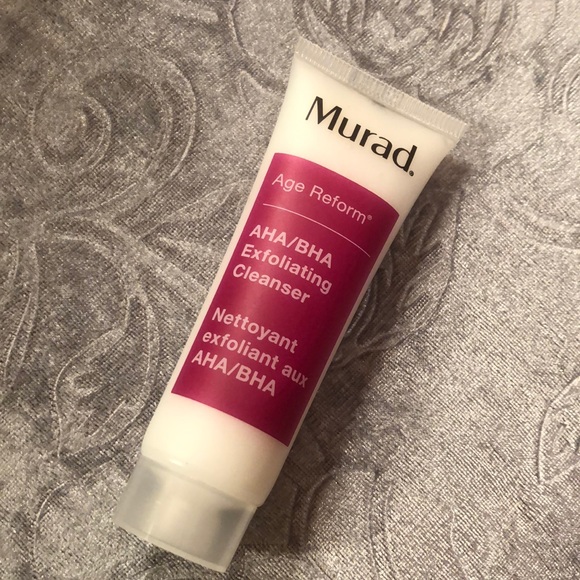 Murad.
Age Reform®
AHA/BHA
Exfoliating
Cleanser
Nettoyant
exfoliant aux
AHA/BHA